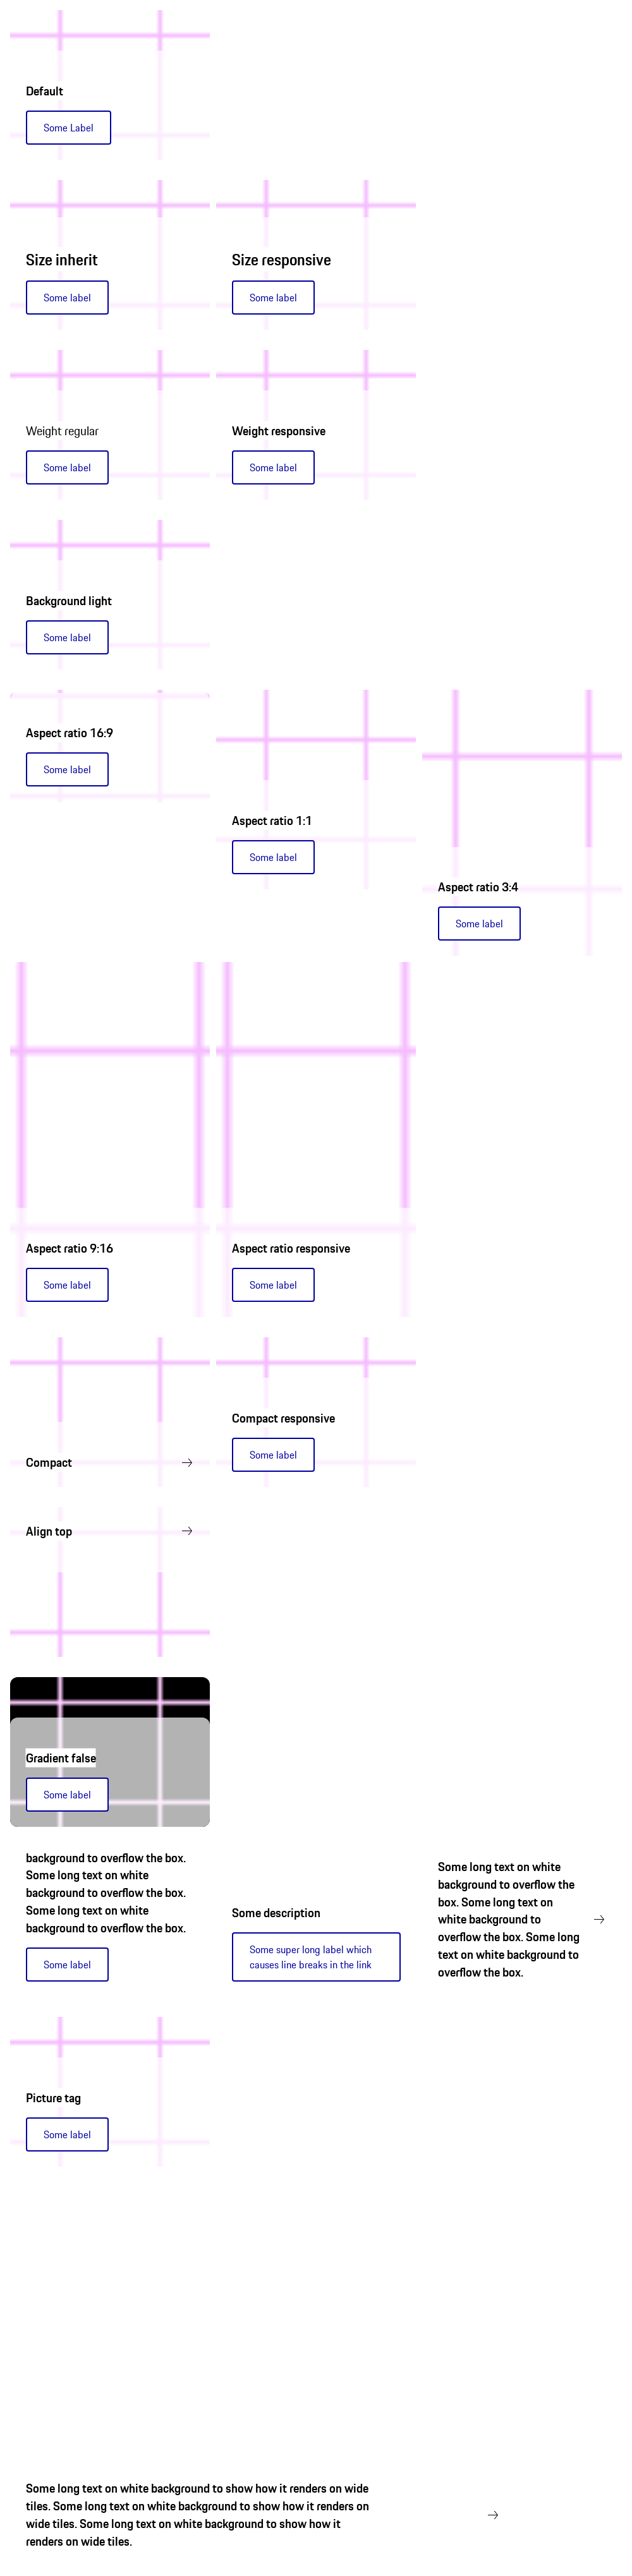 Default
Some Label
Size inherit
Size responsive
Some label
Some label
Weight regular
Weight responsive
Some label
Some label
Background light
Some label
Aspect ratio 16:9
Some label
Aspect ratio 1:1
Some label
Aspect ratio 3:4
Some label
Aspect ratio 9:16
Aspect ratio responsive
Some label
Some label
Compact
Compact responsive
Some label
Align top
Gradient false
Some label
background to overflow the box.
Some long text on white
background to overflow the box.
Some long text on white
background to overflow the box.
Some label
Some description
Some super long label which
causes line breaks in the link
Some long text on white
background to overflow the
box. Some long text on
white background to
overflow the box. Some long
text on white background to
overflow the box.
Picture tag
Some label
Some long text on white background to show how it renders on wide
tiles. Some long text on white background to show how it renders on
wide tiles. Some long text on white background to show how it
renders on wide tiles.